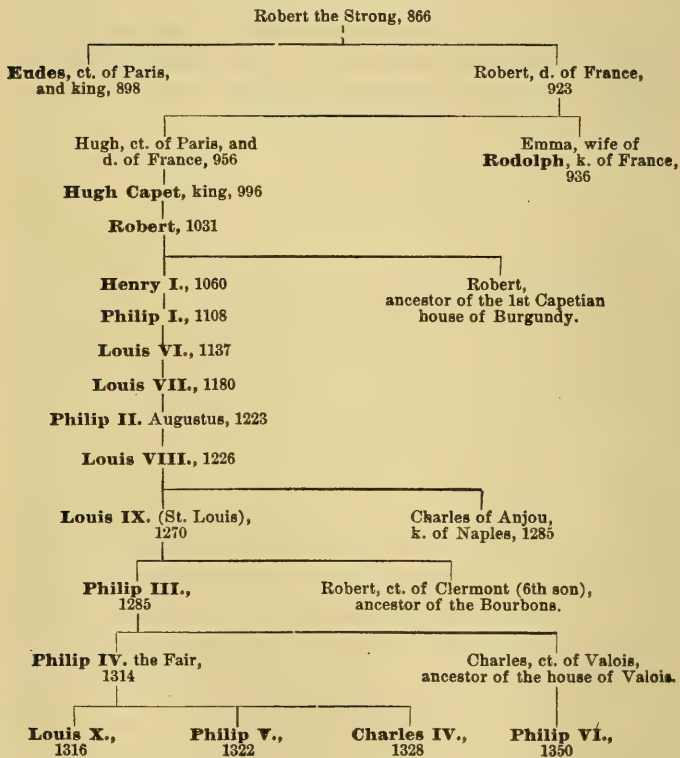 Robert the Strong, 866
Eudes, ct. of Paris,
and king, 898
Robert, d. of France,
923
Hugh, ct. of Paris, and
d. of France, 956
Emma, wife of
Rodolph, k. of France,
936
Hugh Capet, king, 996
Robert, 1031
Henry I., 1060
Robert,
ancestor of the 1st Capetian
house of Burgundy.
Philip I., 1108
Louis VI., 1137
Louis VII., 1180
Philip II. Augustus, 1223
Louis VIII., 1226
Louis IX. (St. Louis),
1270
Charles of Anjou,
k. of Naples, 1285
Philip III.,
1285
Robert, ct. of Clermont (6th son),
ancestor of the Bourbons.
Philip IV. the Fair,
1314
Charles, ct. of Valois,
ancestor of the house of Valois.
Louis X.,
1316
Philip V.,
1322
Charles IV.,
1328
Philip VI.,
1350